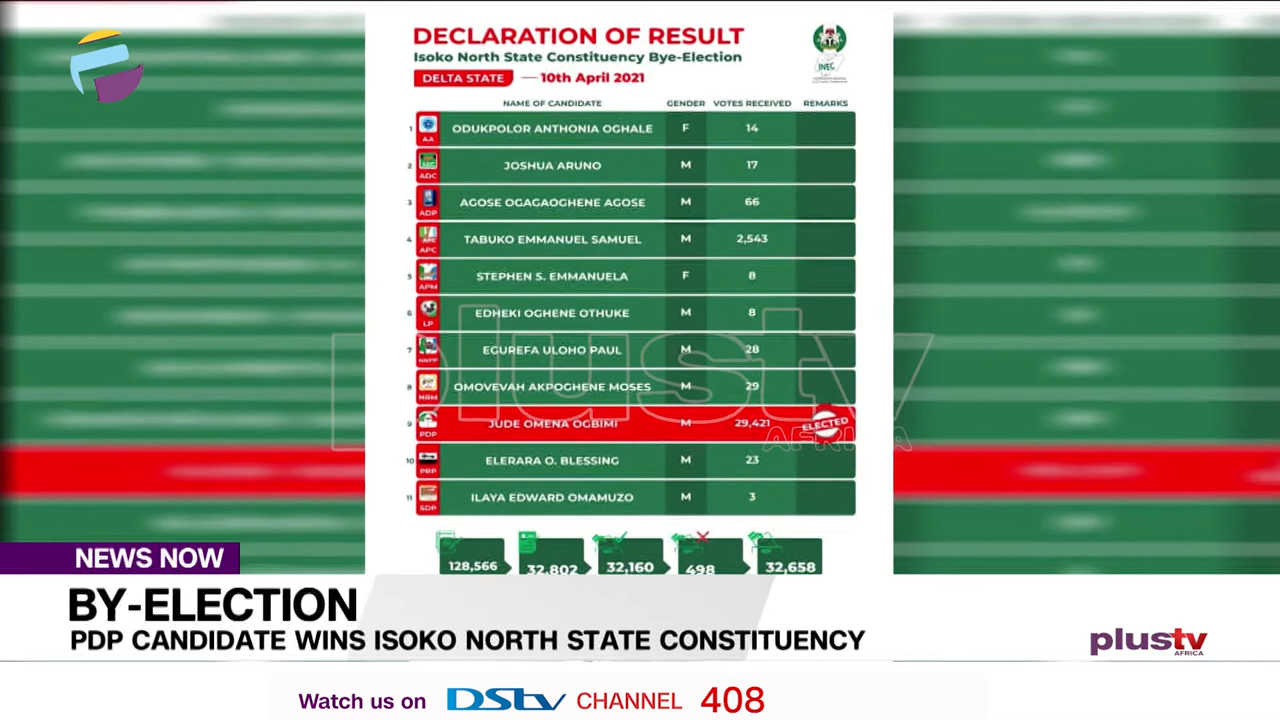 DECLARATION OF RESULT
Isoko North State Constituency Bye-Election
DELTA STATE — 10th April 2021
INEC
NAME OF CANDIDATE GENDER VOTES RECEIVED REMARKS
1 AA ODUKPOLOR ANTHONIA OGHALE F 14
2 ADC JOSHUA ARUNO M 17
3 ADP AGOSE OGAGAOGHENE AGOSE M 66
4 APC TABUKO EMMANUEL SAMUEL M 2,543
5 APM STEPHEN S. EMMANUELA F 8
6 LP EDHEKI OGHENE OTHUKE M 8
7 NNPP EGUREFA ULOHO PAUL M 28
8 NRM OMOVEVAH AKPOGHENE MOSES M 29
9 PDP JUDE OMENA OGBIMI M 29,421 ELECTED
10 PRP ELERARA O. BLESSING M 23
11 SDP ILAYA EDWARD OMAMUZO M 3
plustv
AFRICA
128,566 32,802 32,160 498 32,658
NEWS NOW
BY-ELECTION
PDP CANDIDATE WINS ISOKO NORTH STATE CONSTITUENCY
plustv
AFRICA
Watch us on DStv CHANNEL 408